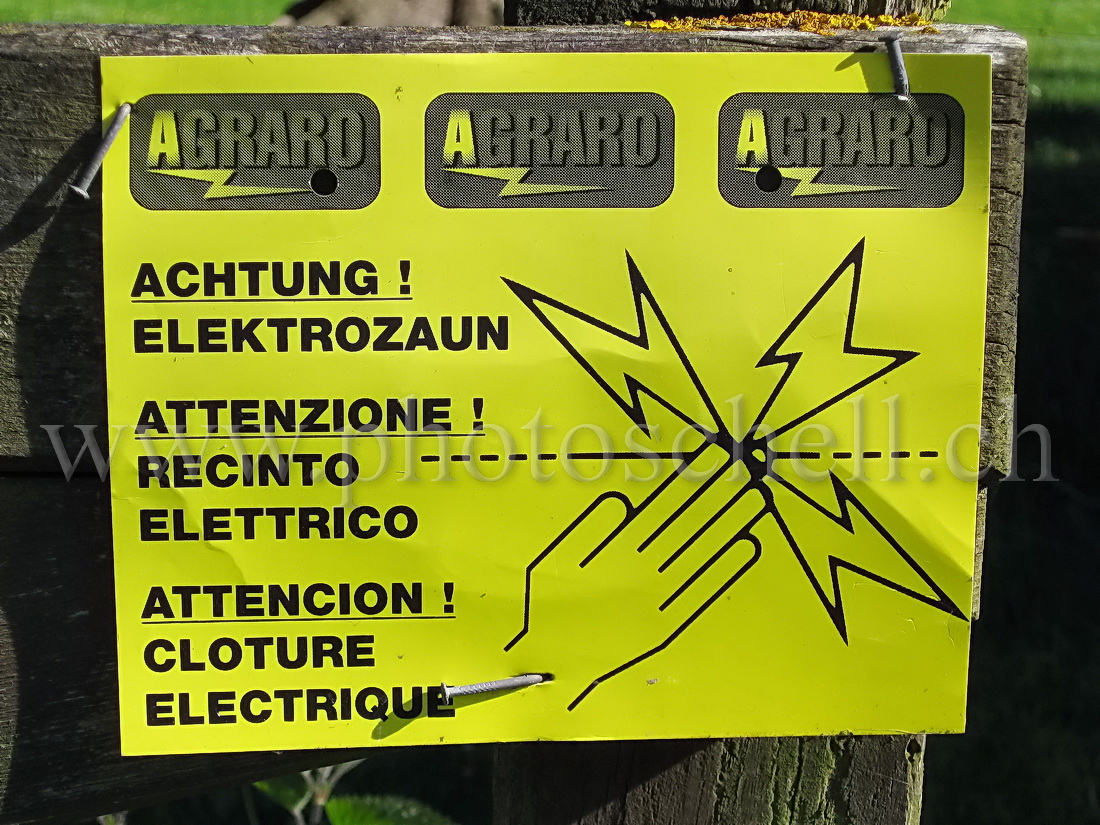 AGRARO AGRARO AGRARO
ACHTUNG !
ELEKTROZAUN
ATTENZIONE !
RECINTO
ELETTRICO
ATTENCION !
CLOTURE
ELECTRIQUE
www.photoschell.ch